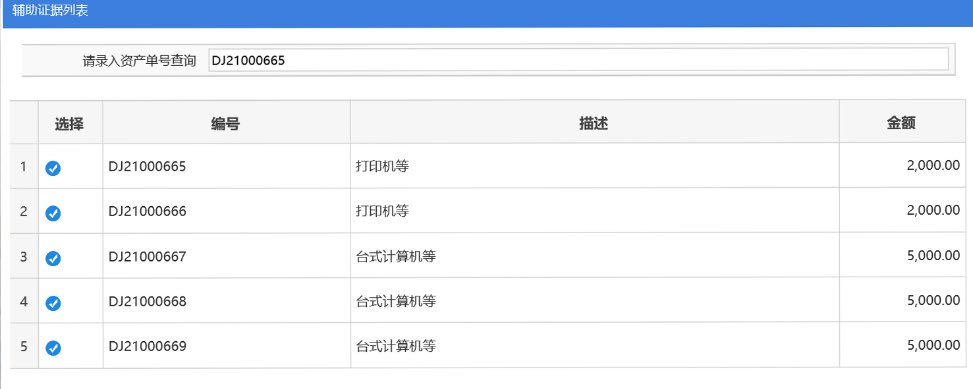 辅助证据列表
请录入资产单号查询 DJ21000665
选择 编号 描述 金额
1 DJ21000665 打印机等 2,000.00
2 DJ21000666 打印机等 2,000.00
3 DJ21000667 台式计算机等 5,000.00
4 DJ21000668 台式计算机等 5,000.00
5 DJ21000669 台式计算机等 5,000.00